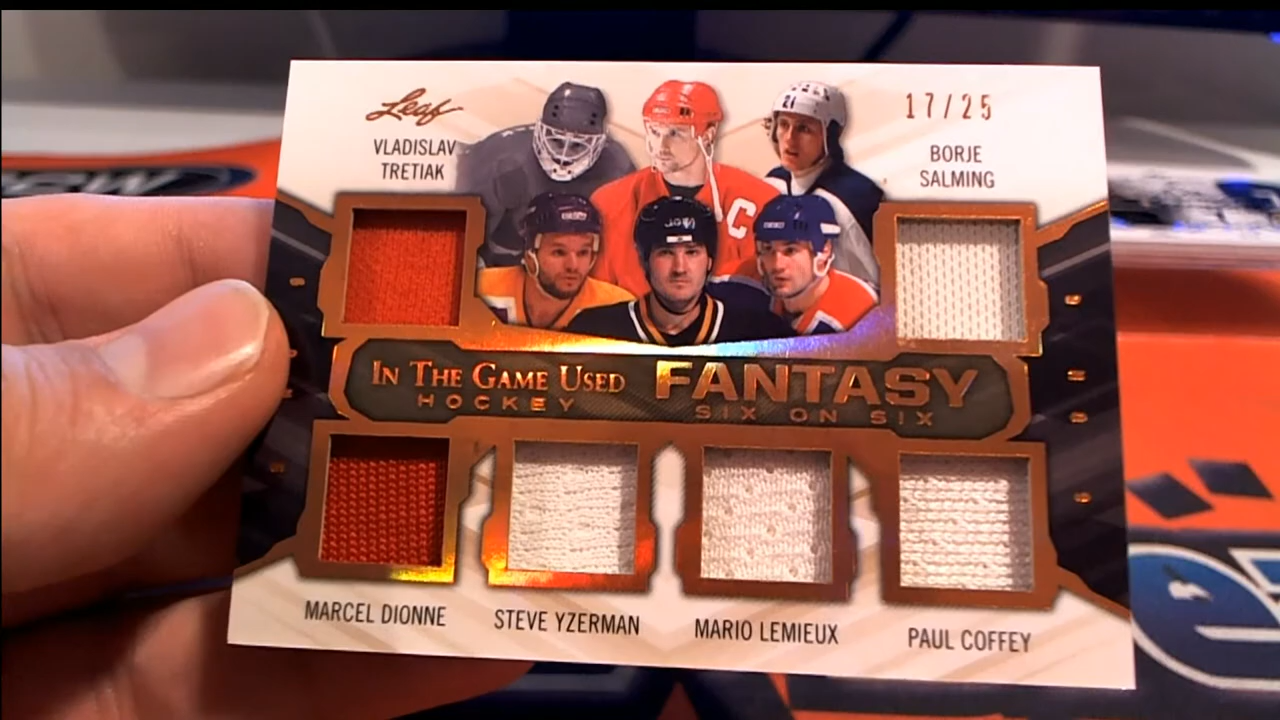 Leaf
17/25
VLADISLAV
TRETIAK
BORJE
SALMING
21
C
IN THE GAME USED
HOCKEY
FANTASY
SIX ON SIX
MARCEL DIONNE
STEVE YZERMAN
MARIO LEMIEUX
PAUL COFFEY